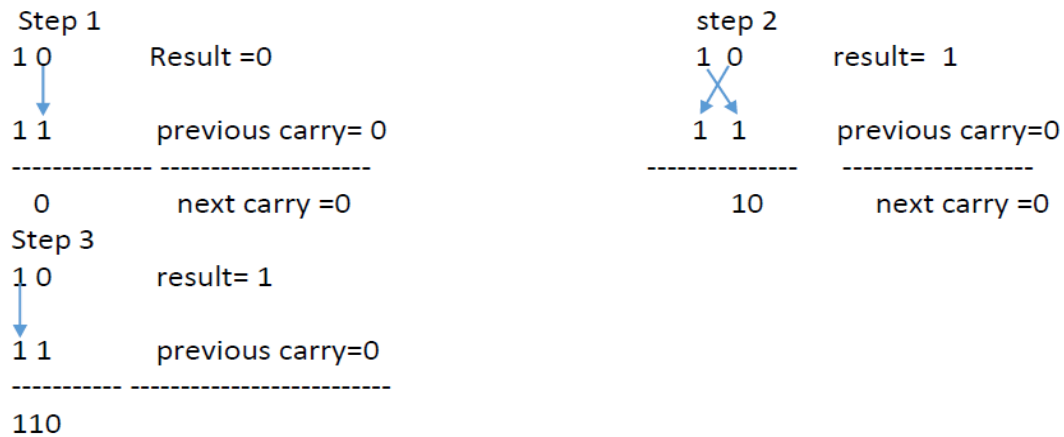 Step 1
1 0 Result =0
1 1 previous carry= 0
-------------- ---------------------
0 next carry =0
step 2
1 0 result= 1
1 1 previous carry=0
--------------- -------------------
10 next carry =0
Step 3
1 0 result= 1
1 1 previous carry=0
----------- --------------------------
110